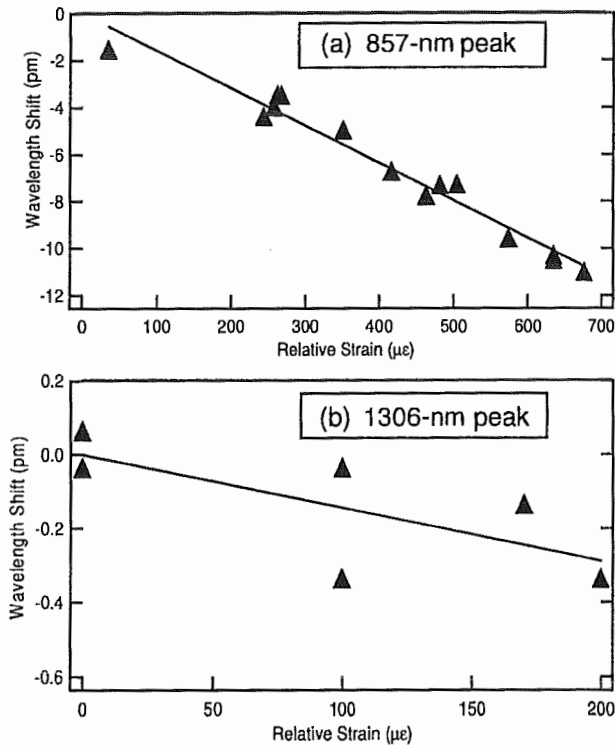 (a) 857-nm peak
Wavelength Shift (pm)
0
-2
-4
-6
-8
-10
-12
0 100 200 300 400 500 600 700
Relative Strain (με)
(b) 1306-nm peak
Wavelength Shift (pm)
0.2
0.0
-0.2
-0.4
-0.6
0 50 100 150 200
Relative Strain (με)